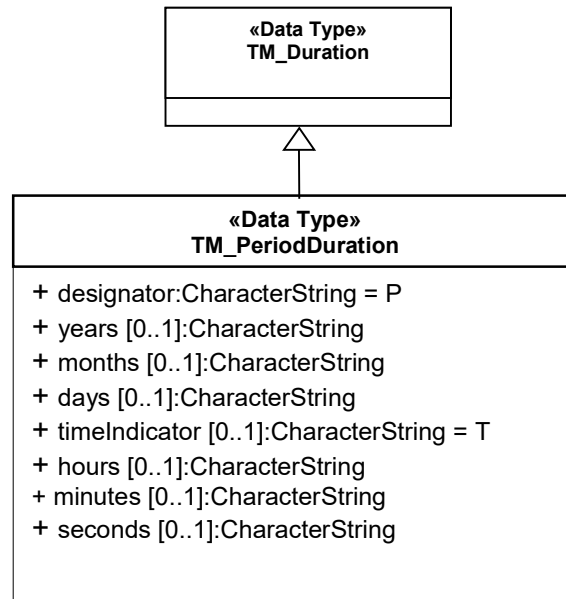 «Data Type»
TM_Duration
«Data Type»
TM_PeriodDuration
+ designator:CharacterString = P
+ years [0..1]:CharacterString
+ months [0..1]:CharacterString
+ days [0..1]:CharacterString
+ timeIndicator [0..1]:CharacterString = T
+ hours [0..1]:CharacterString
+ minutes [0..1]:CharacterString
+ seconds [0..1]:CharacterString